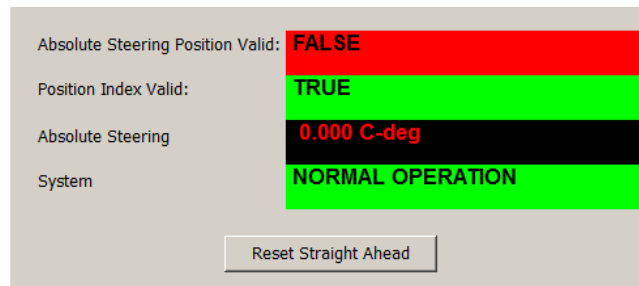 Absolute Steering Position Valid: FALSE
Position Index Valid: TRUE
Absolute Steering 0.000 C-deg
System NORMAL OPERATION
Reset Straight Ahead